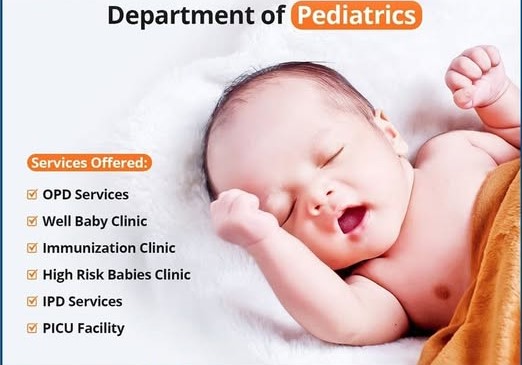 Department of Pediatrics
Services Offered:
OPD Services
Well Baby Clinic
Immunization Clinic
High Risk Babies Clinic
IPD Services
PICU Facility